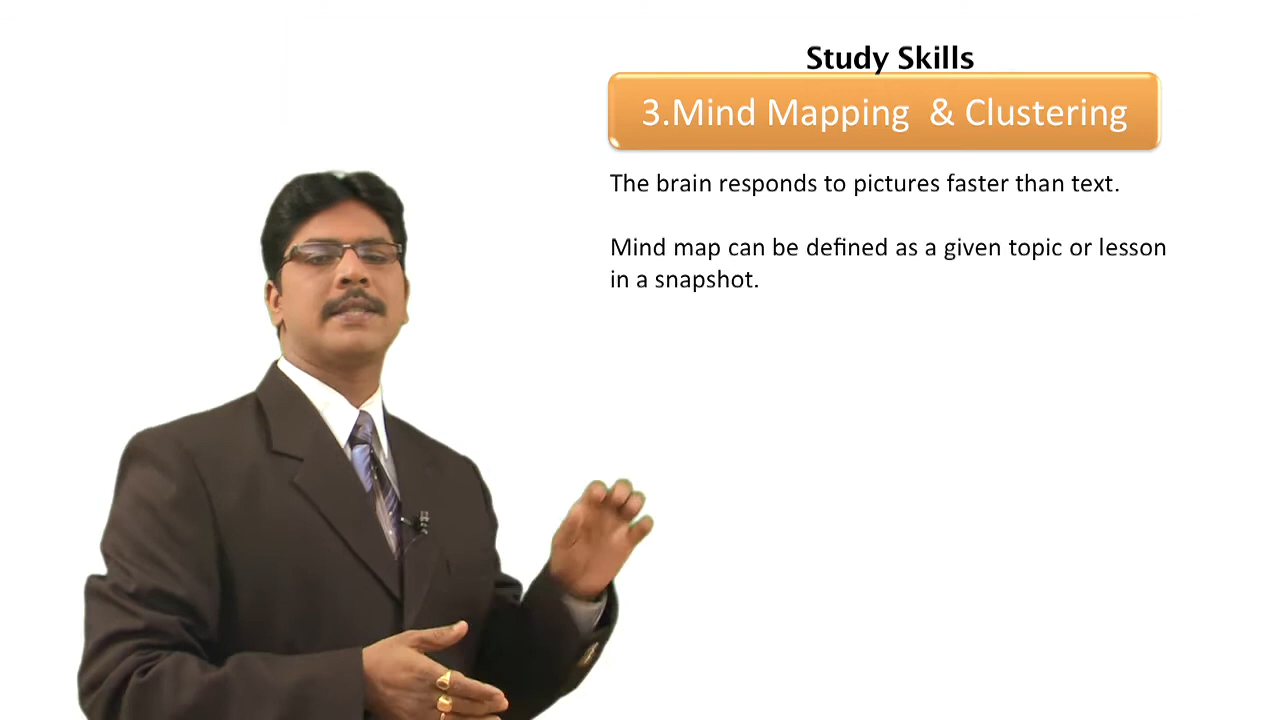 Study Skills
3.Mind Mapping & Clustering
The brain responds to pictures faster than text.
Mind map can be defined as a given topic or lesson
in a snapshot.